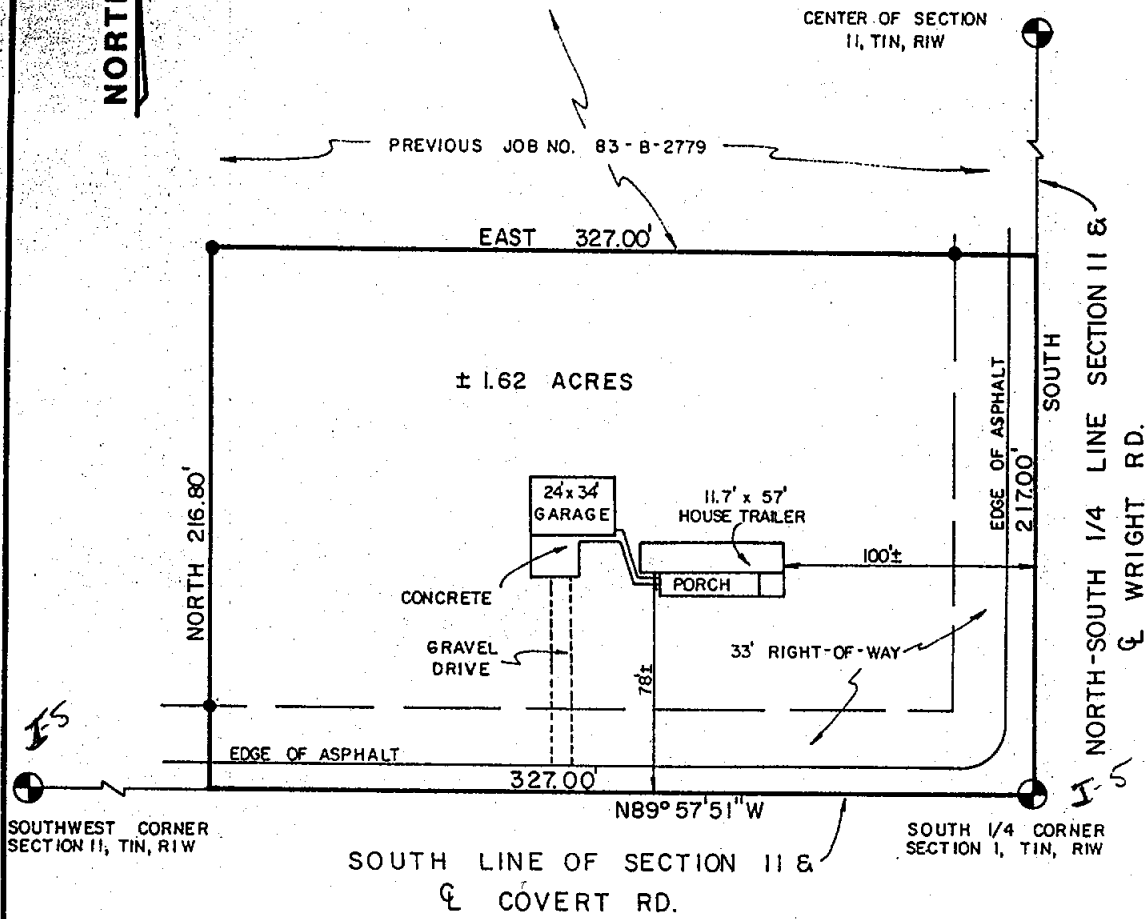 NORTH
CENTER OF SECTION
11, T1N, R1W
PREVIOUS JOB NO. 83-B-2779
EAST 327.00'
± 1.62 ACRES
NORTH 216.80'
24'x34'
GARAGE
11.7' x 57'
HOUSE TRAILER
100'±
PORCH
CONCRETE
GRAVEL
DRIVE
78'±
33' RIGHT-OF-WAY
EDGE OF ASPHALT
217.00'
SOUTH
NORTH-SOUTH 1/4 LINE SECTION 11 &
℄ WRIGHT RD.
I-5
EDGE OF ASPHALT
327.00'
N89°57'51"W
I-5
SOUTHWEST CORNER
SECTION 11, T1N, R1W
SOUTH 1/4 CORNER
SECTION 1, T1N, R1W
SOUTH LINE OF SECTION 11 &
℄ COVERT RD.